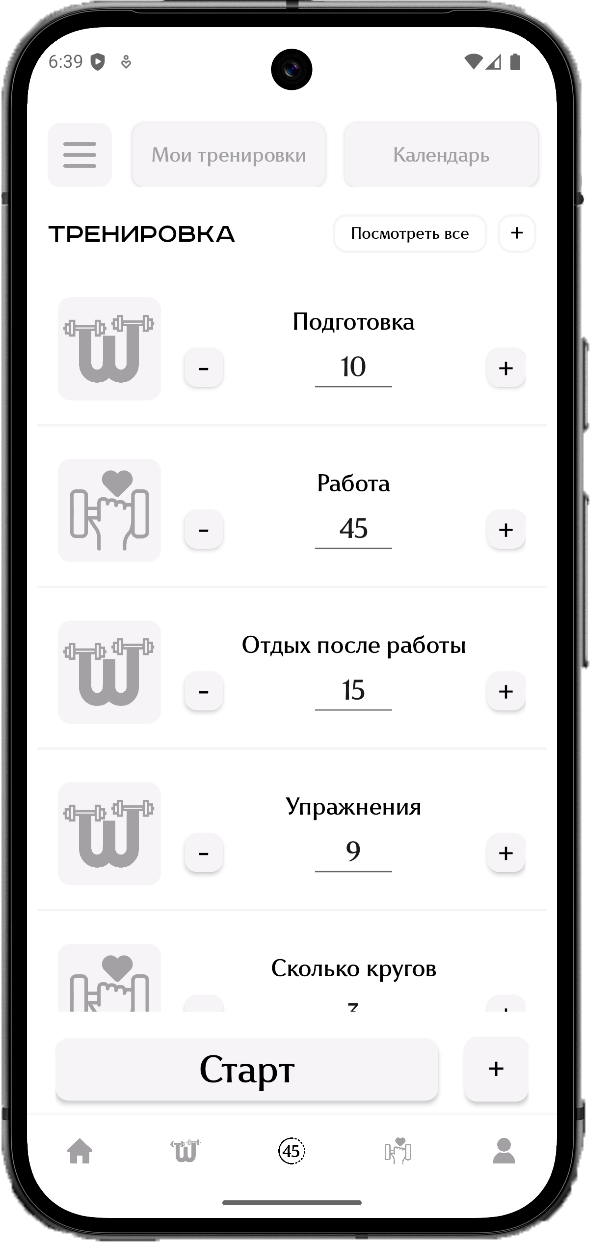 6:39
Мои тренировки
Календарь
ТРЕНИРОВКА
Посмотреть все
+
Подготовка
- 10 +
Работа
- 45 +
Отдых после работы
- 15 +
Упражнения
- 9 +
Сколько кругов
Старт
+
45